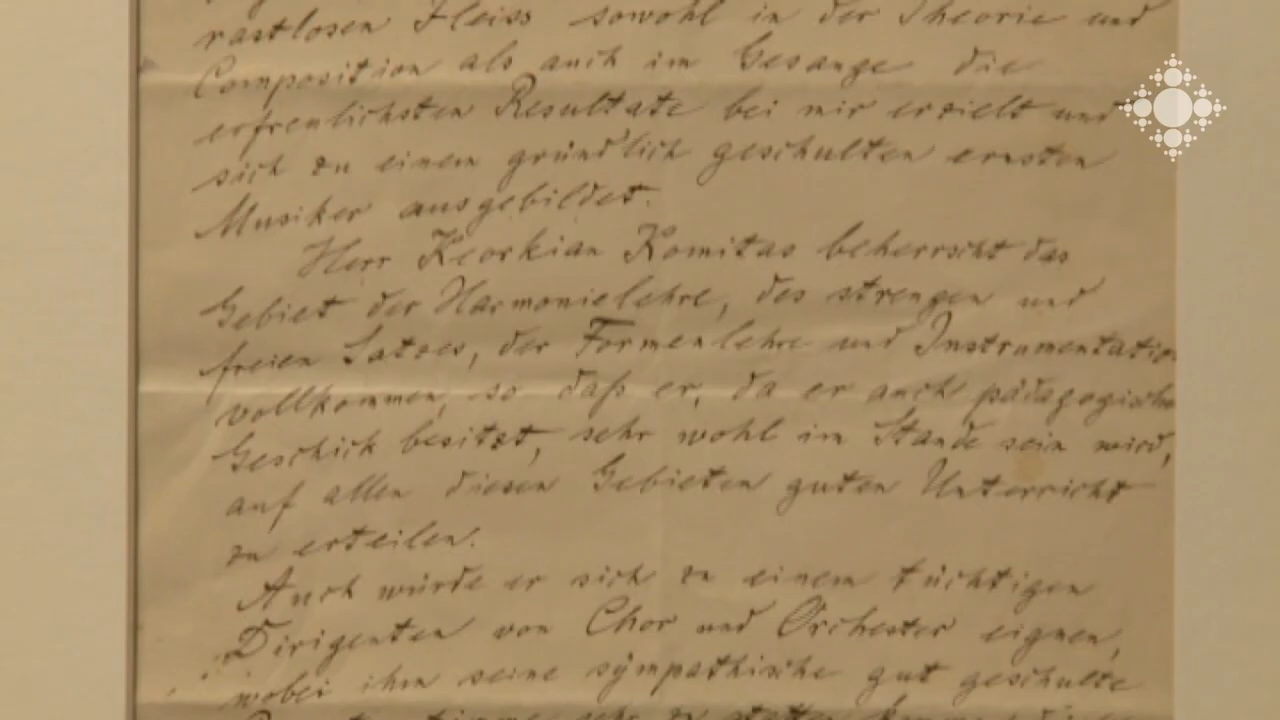 rastlosen Fleiss sowohl in der Theorie und
Composition als auch im Gesange die
erfreulichsten Resultate bei mir erzielt und
sich zu einem gründlich geschulten ernsten
Musiker ausgebildet.
Herr Keorkian Komitas beherrscht das
Gebiet der Harmonielehre, des strengen und
freien Satzes, der Formenlehre und Instrumentation
vollkommen, so daß er, da er auch pädagogische
Geschick besitzt, sehr wohl im Stande sein wird,
auf allen diesen Gebieten guten Unterricht
zu erteilen.
Auch würde er sich zu einem tüchtigen
Dirigenten von Chor und Orchester eignen,
wobei ihm seine sympathische gut geschulte